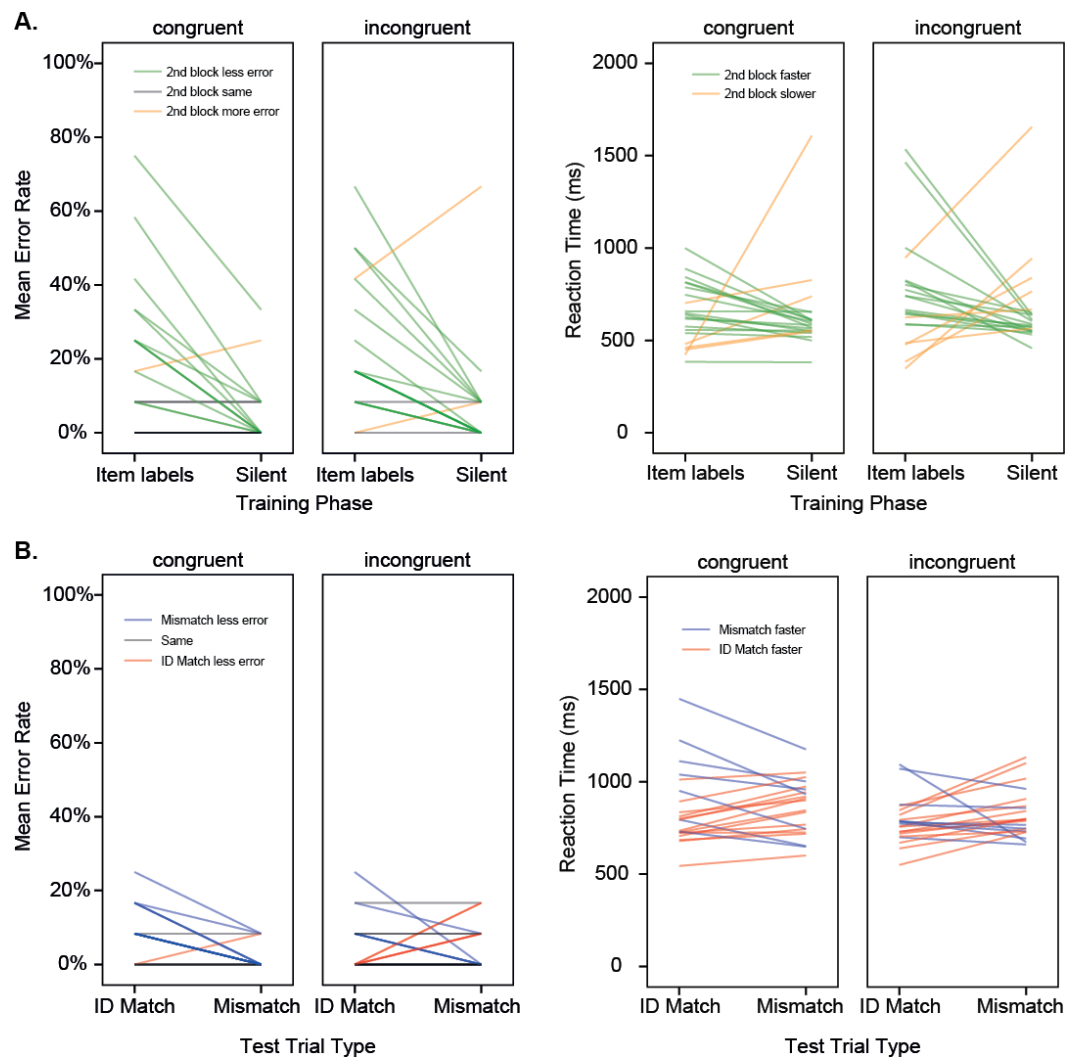 A.
congruent
incongruent
100%
80%
60%
40%
20%
0%
Mean Error Rate
2nd block less error
2nd block same
2nd block more error
Item labels
Silent
Item labels
Silent
Training Phase
congruent
incongruent
2000
1500
1000
500
0
Reaction Time (ms)
2nd block faster
2nd block slower
Item labels
Silent
Item labels
Silent
Training Phase
B.
congruent
incongruent
100%
80%
60%
40%
20%
0%
Mean Error Rate
Mismatch less error
Same
ID Match less error
ID Match
Mismatch
ID Match
Mismatch
Test Trial Type
congruent
incongruent
2000
1500
1000
500
0
Reaction Time (ms)
Mismatch faster
ID Match faster
ID Match
Mismatch
ID Match
Mismatch
Test Trial Type